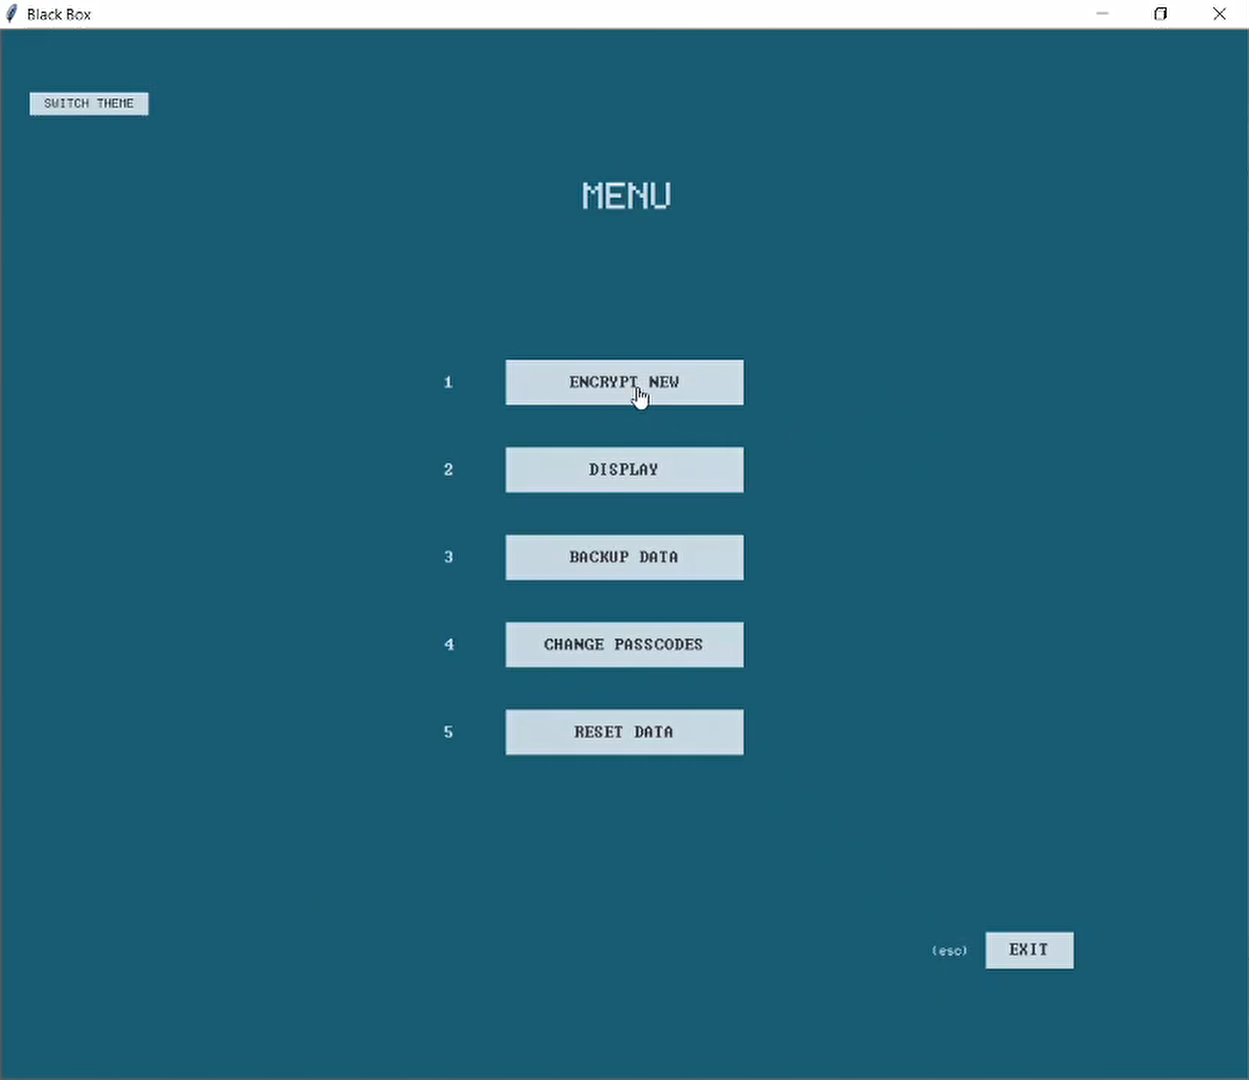 Black Box
SWITCH THEME
MENU
1 ENCRYPT NEW
2 DISPLAY
3 BACKUP DATA
4 CHANGE PASSCODES
5 RESET DATA
(esc) EXIT